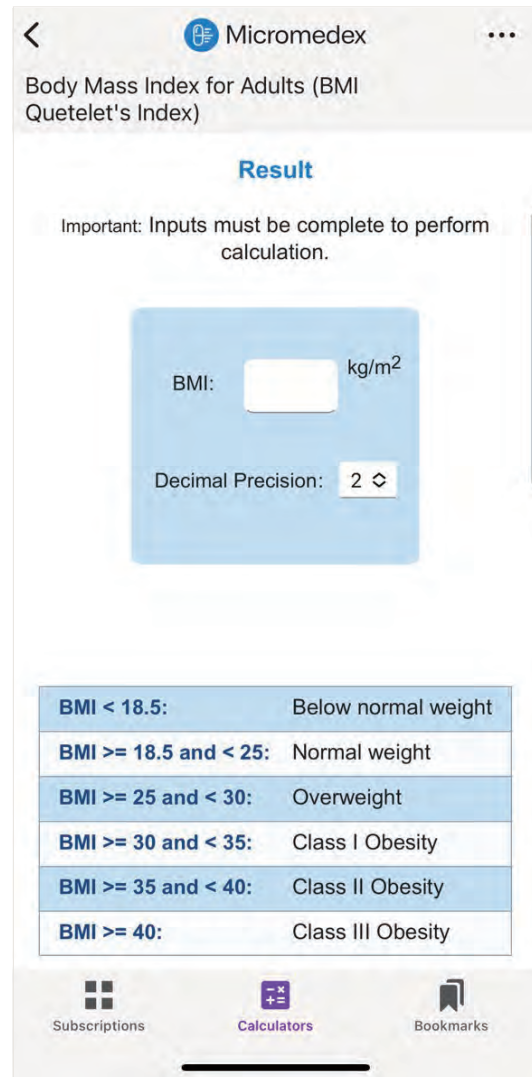 Micromedex
Body Mass Index for Adults (BMI
Quetelet's Index)
Result
Important: Inputs must be complete to perform
calculation.
BMI: kg/m²
Decimal Precision: 2
BMI < 18.5: Below normal weight
BMI >= 18.5 and < 25: Normal weight
BMI >= 25 and < 30: Overweight
BMI >= 30 and < 35: Class I Obesity
BMI >= 35 and < 40: Class II Obesity
BMI >= 40: Class III Obesity
Subscriptions Calculators Bookmarks